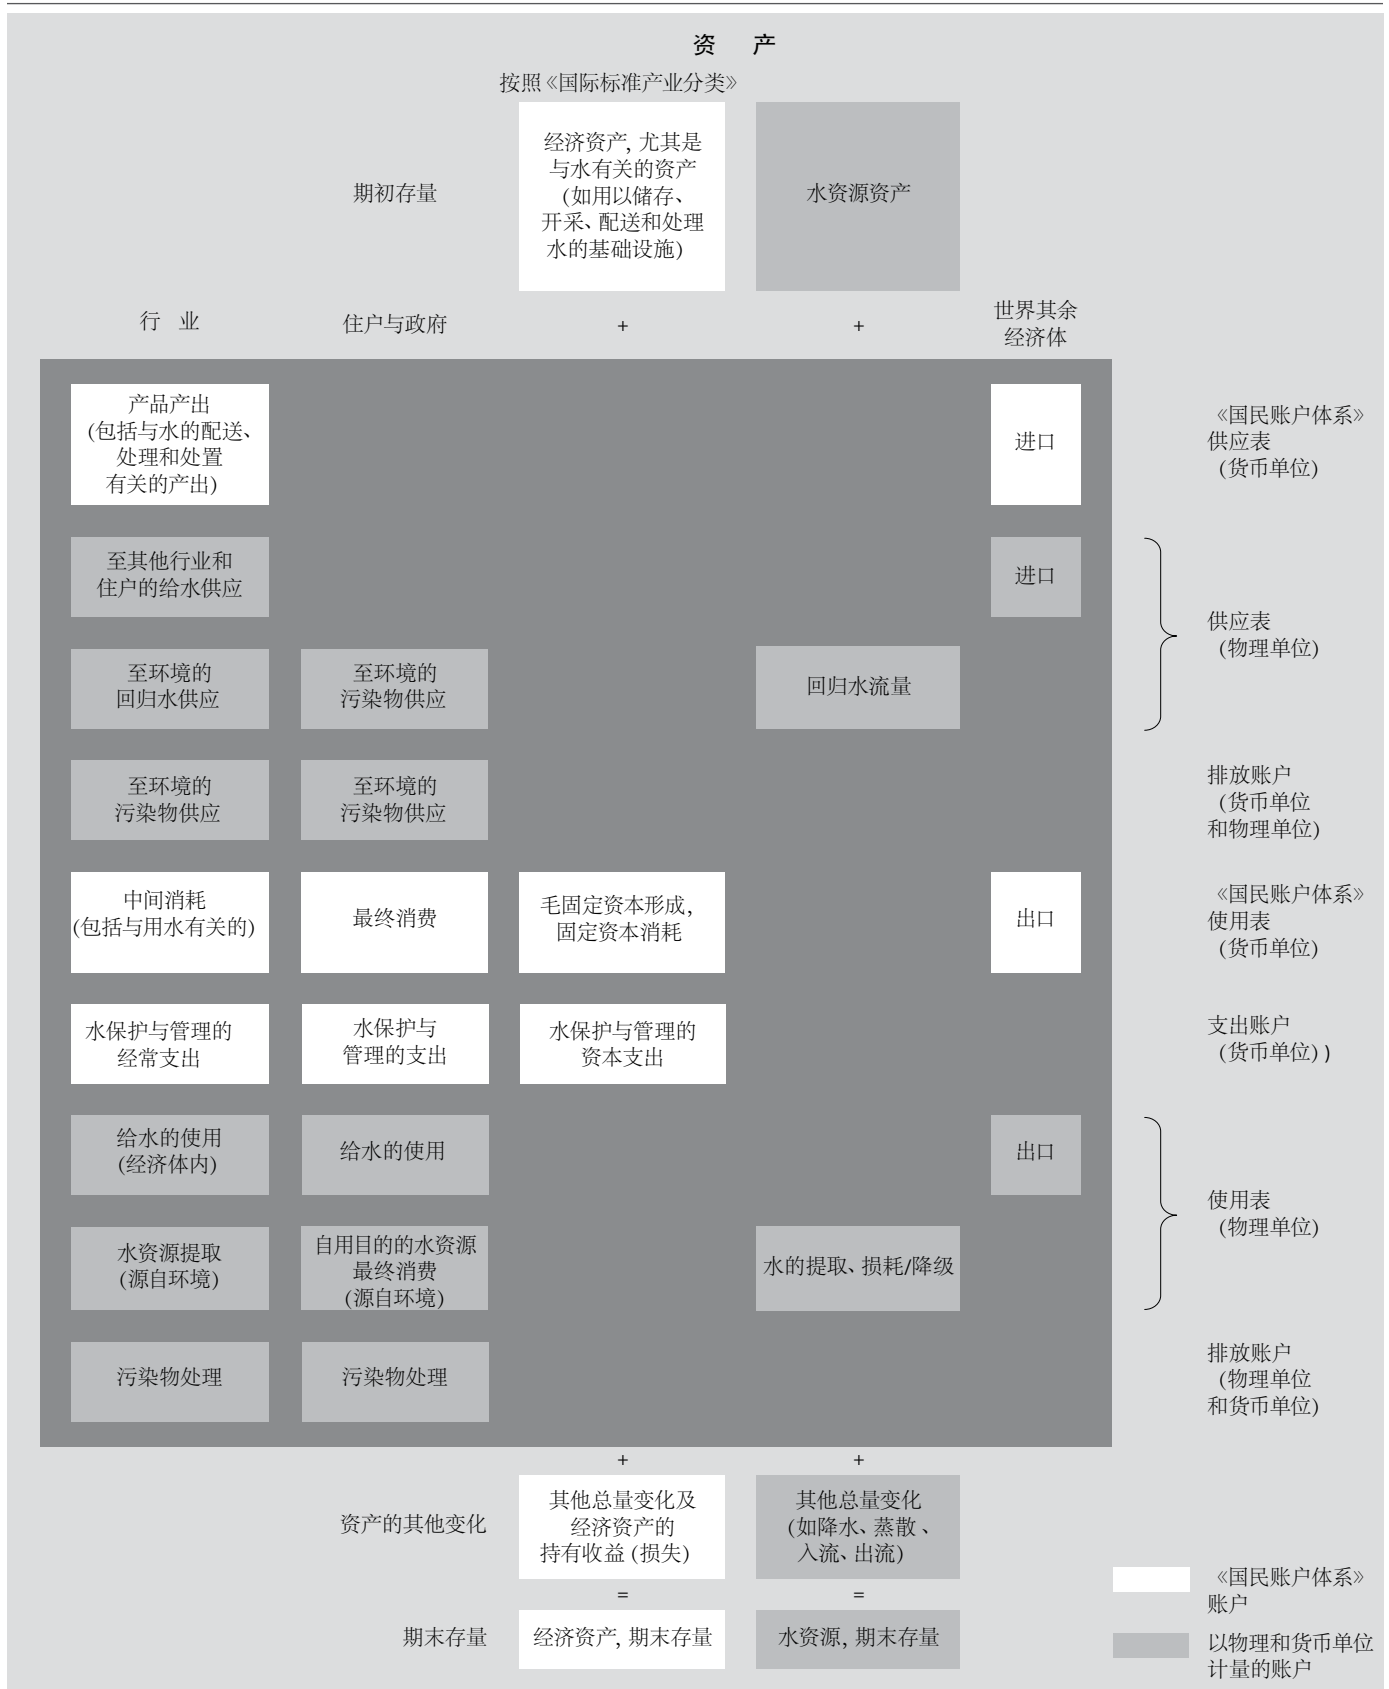 资 产
按照《国际标准产业分类》
期初存量
经济资产, 尤其是
与水有关的资产
(如用以储存、
开采、配送和处理
水的基础设施)
水资源资产
行 业
住户与政府
+
+
世界其余
经济体
产品产出
(包括与水的配送、
处理和处置
有关的产出)
进口
《国民账户体系》
供应表
(货币单位)
至其他行业和
住户的给水供应
进口
供应表
(物理单位)
至环境的
回归水供应
至环境的
污染物供应
回归水流量
至环境的
污染物供应
至环境的
污染物供应
排放账户
(货币单位
和物理单位)
中间消耗
(包括与用水有关的)
最终消费
毛固定资本形成,
固定资本消耗
出口
《国民账户体系》
使用表
(货币单位)
水保护与管理的
经常支出
水保护与
管理的支出
水保护与管理的
资本支出
支出账户
(货币单位) )
给水的使用
(经济体内)
给水的使用
出口
使用表
(物理单位)
水资源提取
(源自环境)
自用目的的水资源
最终消费
(源自环境)
水的提取、损耗/降级
污染物处理
污染物处理
排放账户
(物理单位
和货币单位)
+
+
资产的其他变化
其他总量变化及
经济资产的
持有收益 (损失)
其他总量变化
(如降水、蒸散 、
入流、出流)
=
=
期末存量
经济资产, 期末存量
水资源, 期末存量
《国民账户体系》
账户
以物理和货币单位
计量的账户